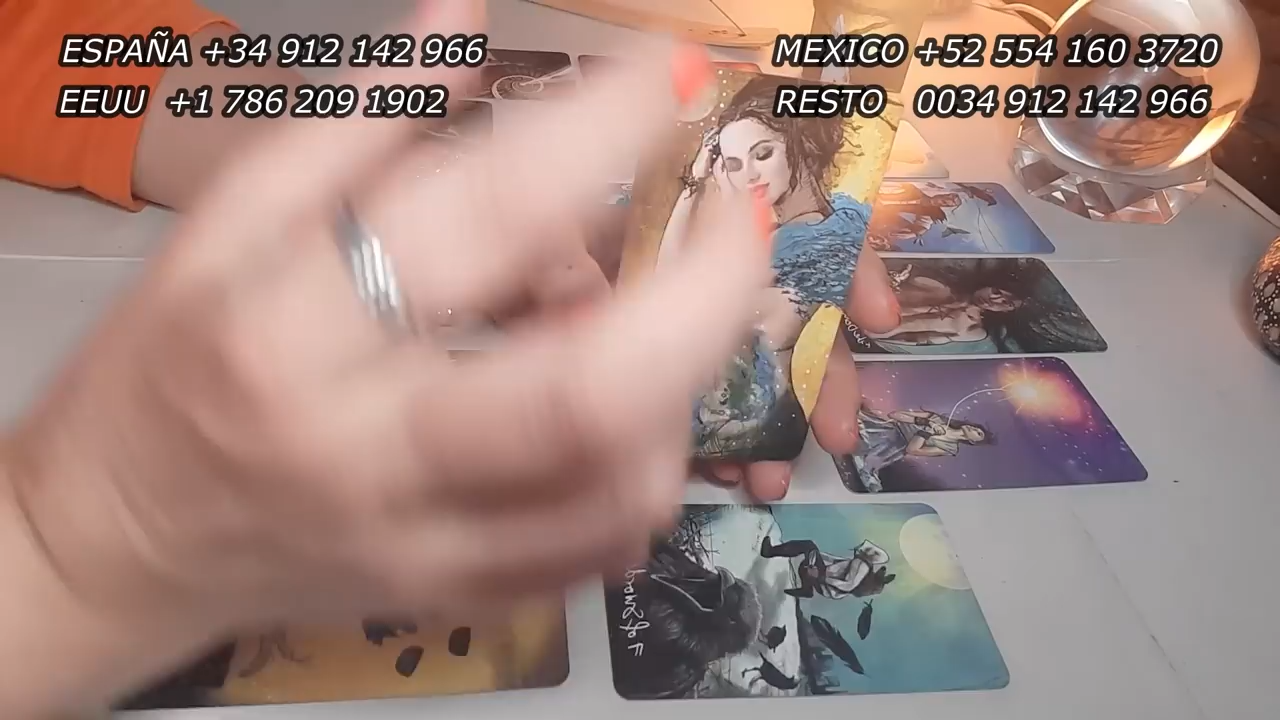 ESPAÑA +34 912 142 966
EEUU +1 786 209 1902
MEXICO +52 554 160 3720
RESTO 0034 912 142 966